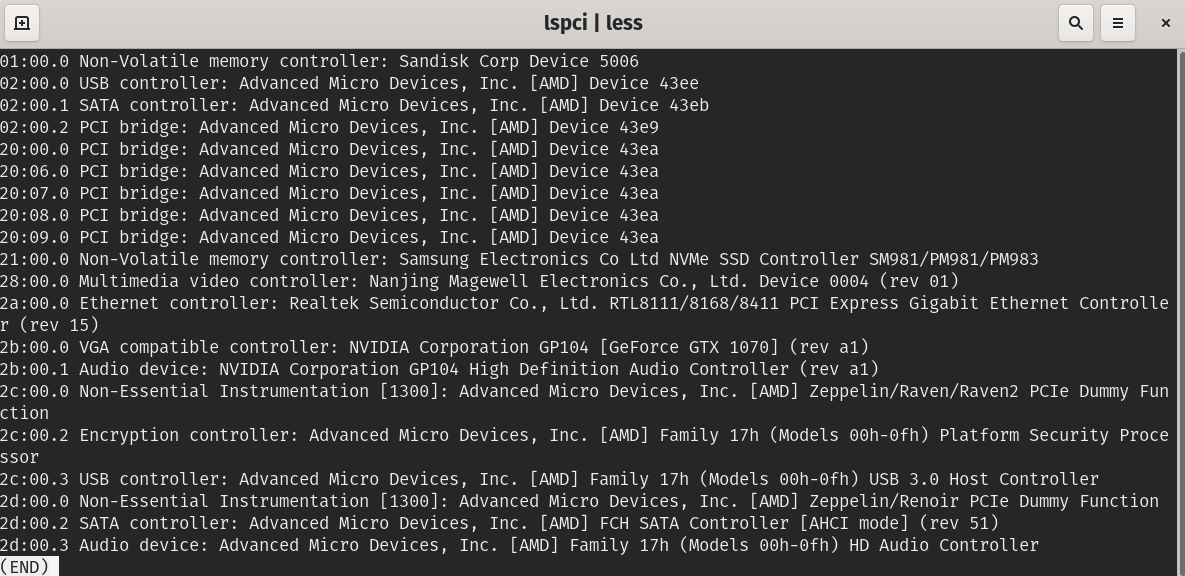 lspci | less
01:00.0 Non-Volatile memory controller: Sandisk Corp Device 5006
02:00.0 USB controller: Advanced Micro Devices, Inc. [AMD] Device 43ee
02:00.1 SATA controller: Advanced Micro Devices, Inc. [AMD] Device 43eb
02:00.2 PCI bridge: Advanced Micro Devices, Inc. [AMD] Device 43e9
20:00.0 PCI bridge: Advanced Micro Devices, Inc. [AMD] Device 43ea
20:06.0 PCI bridge: Advanced Micro Devices, Inc. [AMD] Device 43ea
20:07.0 PCI bridge: Advanced Micro Devices, Inc. [AMD] Device 43ea
20:08.0 PCI bridge: Advanced Micro Devices, Inc. [AMD] Device 43ea
20:09.0 PCI bridge: Advanced Micro Devices, Inc. [AMD] Device 43ea
21:00.0 Non-Volatile memory controller: Samsung Electronics Co Ltd NVMe SSD Controller SM981/PM981/PM983
28:00.0 Multimedia video controller: Nanjing Magewell Electronics Co., Ltd. Device 0004 (rev 01)
2a:00.0 Ethernet controller: Realtek Semiconductor Co., Ltd. RTL8111/8168/8411 PCI Express Gigabit Ethernet Controlle
r (rev 15)
2b:00.0 VGA compatible controller: NVIDIA Corporation GP104 [GeForce GTX 1070] (rev a1)
2b:00.1 Audio device: NVIDIA Corporation GP104 High Definition Audio Controller (rev a1)
2c:00.0 Non-Essential Instrumentation [1300]: Advanced Micro Devices, Inc. [AMD] Zeppelin/Raven/Raven2 PCIe Dummy Fun
ction
2c:00.2 Encryption controller: Advanced Micro Devices, Inc. [AMD] Family 17h (Models 00h-0fh) Platform Security Proce
ssor
2c:00.3 USB controller: Advanced Micro Devices, Inc. [AMD] Family 17h (Models 00h-0fh) USB 3.0 Host Controller
2d:00.0 Non-Essential Instrumentation [1300]: Advanced Micro Devices, Inc. [AMD] Zeppelin/Renoir PCIe Dummy Function
2d:00.2 SATA controller: Advanced Micro Devices, Inc. [AMD] FCH SATA Controller [AHCI mode] (rev 51)
2d:00.3 Audio device: Advanced Micro Devices, Inc. [AMD] Family 17h (Models 00h-0fh) HD Audio Controller
(END)